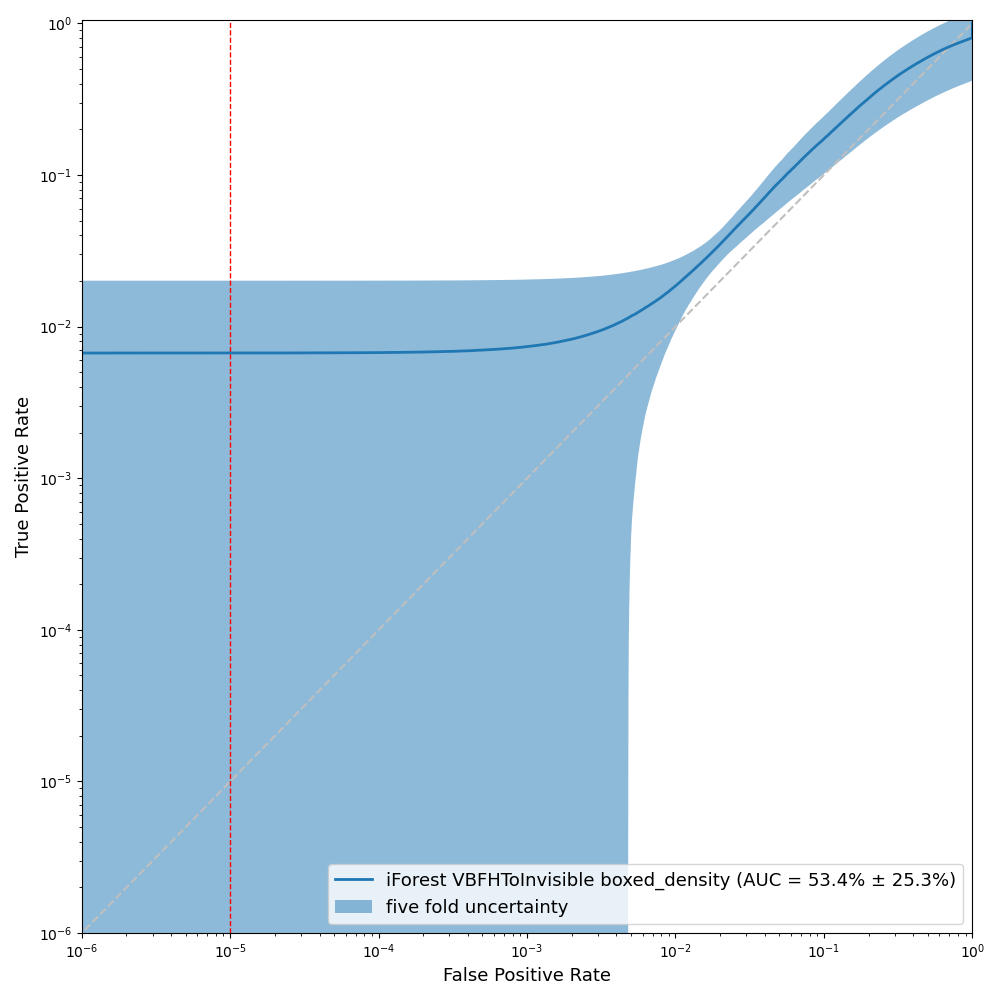 10⁰
10⁻¹
10⁻²
10⁻³
10⁻⁴
10⁻⁵
10⁻⁶
True Positive Rate
iForest VBFHToInvisible boxed_density (AUC = 53.4% ± 25.3%)
five fold uncertainty
10⁻⁶ 10⁻⁵ 10⁻⁴ 10⁻³ 10⁻² 10⁻¹ 10⁰
False Positive Rate